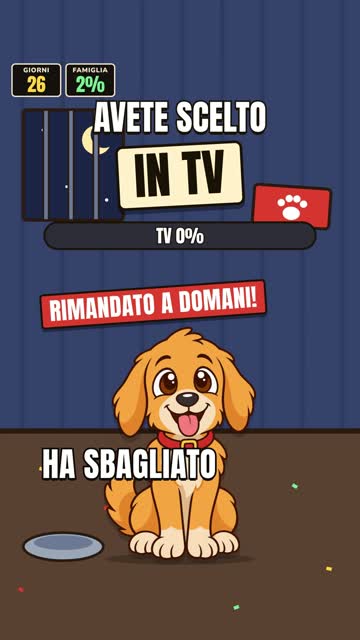 GIORNI
26
FAMIGLIA
2%
AVETE SCELTO
IN TV
TV 0%
RIMANDATO A DOMANI!
HA SBAGLIATO